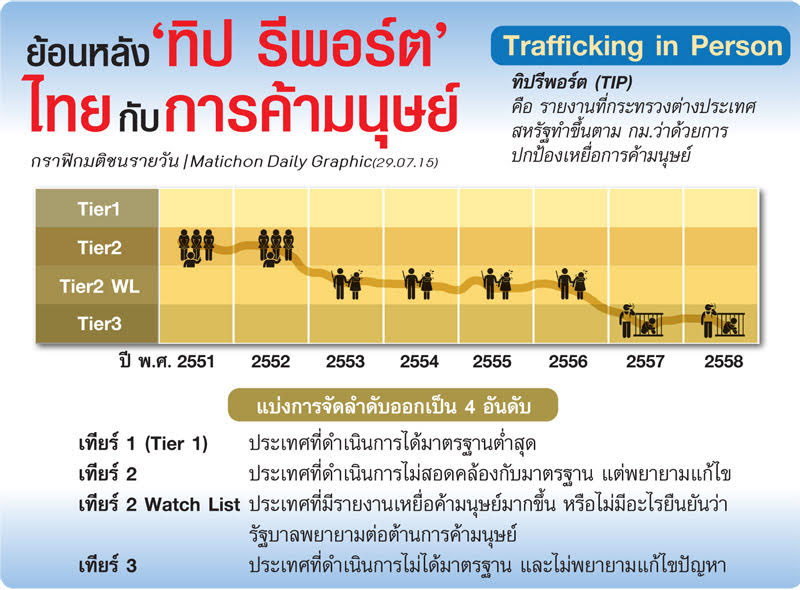 ย้อนหลัง ‘ทิป รีพอร์ต’
ไทย กับ การค้ามนุษย์
กราฟิกมติชนรายวัน | Matichon Daily Graphic(29.07.15)
Trafficking in Person
ทิปรีพอร์ต (TIP)
คือ รายงานที่กระทรวงต่างประเทศ
สหรัฐทำขึ้นตาม กม.ว่าด้วยการ
ปกป้องเหยื่อการค้ามนุษย์
Tier1
Tier2
Tier2 WL
Tier3
ปี พ.ศ. 2551 2552 2553 2554 2555 2556 2557 2558
แบ่งการจัดลำดับออกเป็น 4 อันดับ
เทียร์ 1 (Tier 1) ประเทศที่ดำเนินการได้มาตรฐานต่ำสุด
เทียร์ 2 ประเทศที่ดำเนินการไม่สอดคล้องกับมาตรฐาน แต่พยายามแก้ไข
เทียร์ 2 Watch List ประเทศที่มีรายงานเหยื่อค้ามนุษย์มากขึ้น หรือไม่มีอะไรยืนยันว่า
รัฐบาลพยายามต่อต้านการค้ามนุษย์
เทียร์ 3 ประเทศที่ดำเนินการไม่ได้มาตรฐาน และไม่พยายามแก้ไขปัญหา